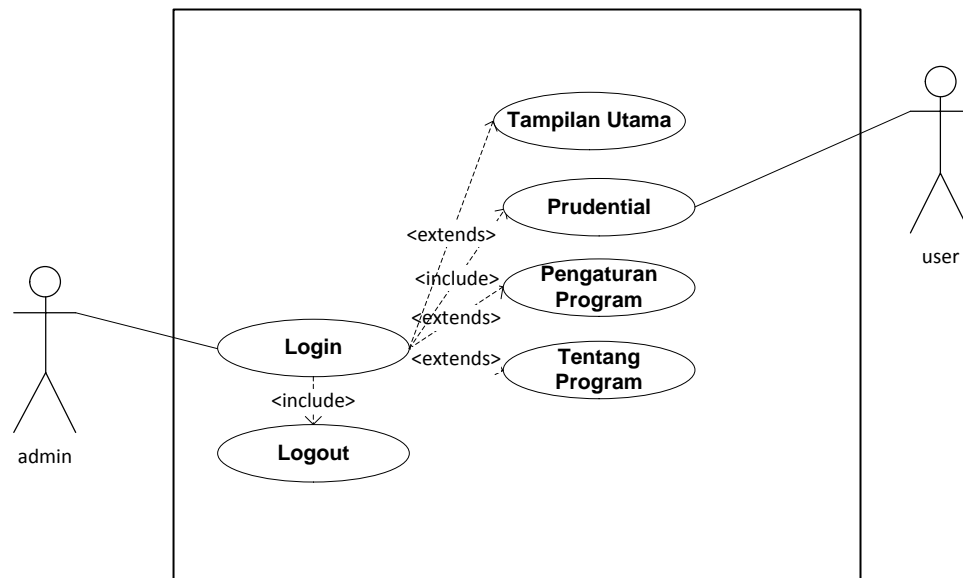 Tampilan Utama
Prudential
<extends>
user
<include>
Pengaturan
Program
<extends>
Login
<extends>
Tentang
Program
<include>
admin
Logout